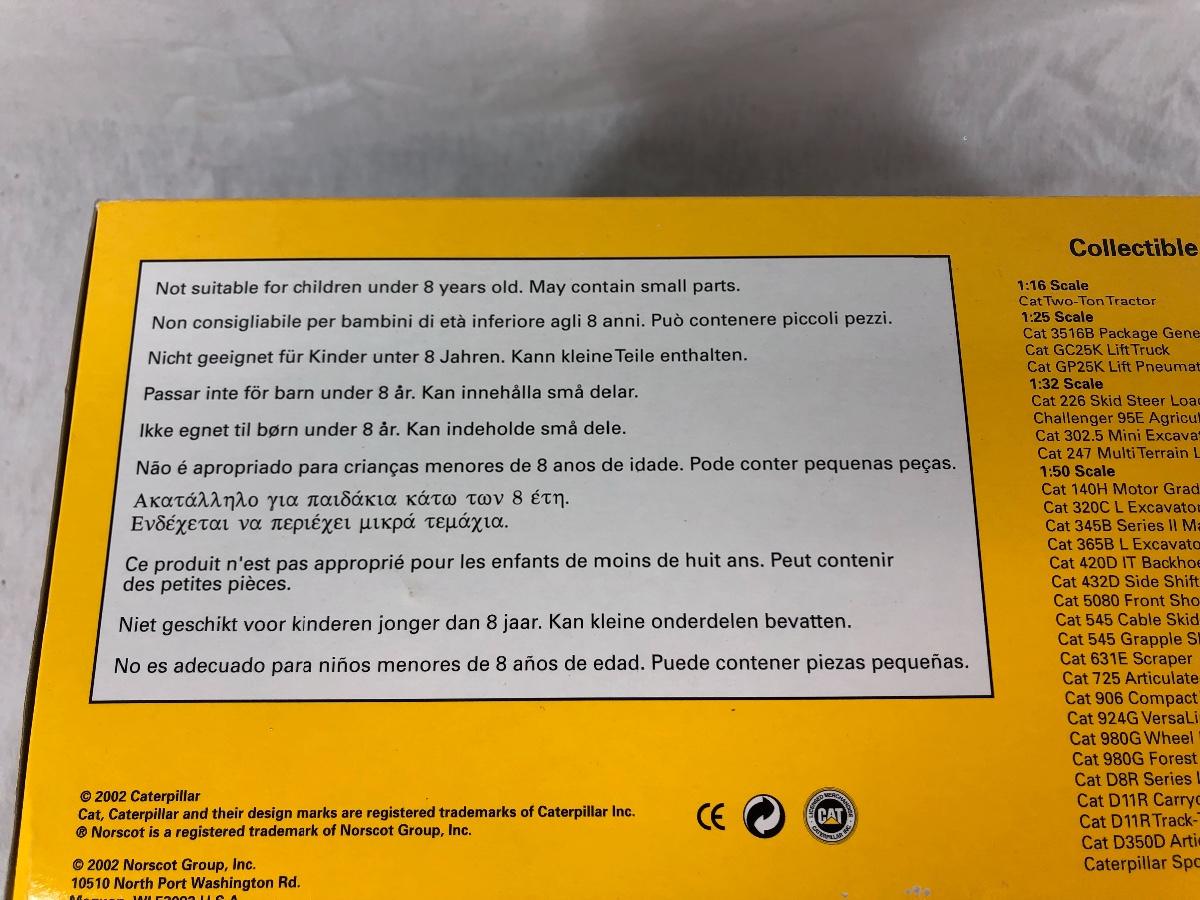 Not suitable for children under 8 years old. May contain small parts.
Non consigliabile per bambini di età inferiore agli 8 anni. Può contenere piccoli pezzi.
Nicht geeignet für Kinder unter 8 Jahren. Kann kleine Teile enthalten.
Passar inte för barn under 8 år. Kan innehålla små delar.
Ikke egnet til børn under 8 år. Kan indeholde små dele.
Não é apropriado para crianças menores de 8 anos de idade. Pode conter pequenas peças.
Ακατάλληλο για παιδάκια κάτω των 8 έτη.
Ενδέχεται να περιέχει μικρά τεμάχια.
Ce produit n'est pas approprié pour les enfants de moins de huit ans. Peut contenir
des petites pièces.
Niet geschikt voor kinderen jonger dan 8 jaar. Kan kleine onderdelen bevatten.
No es adecuado para niños menores de 8 años de edad. Puede contener piezas pequeñas.
© 2002 Caterpillar
Cat, Caterpillar and their design marks are registered trademarks of Caterpillar Inc.
® Norscot is a registered trademark of Norscot Group, Inc.
© 2002 Norscot Group, Inc.
10510 North Port Washington Rd.
CE
LICENSED MERCHANDISE
CAT
CATERPILLAR INC.
Collectible
1:16 Scale
Cat Two-Ton Tractor
1:25 Scale
Cat 3516B Package
Cat GC25K Lift Truck
Cat GP25K Lift
1:32 Scale
Cat 226 Skid Steer
Challenger 95E
Cat 302.5 Mini
Cat 247 Multi Terrain
1:50 Scale
Cat 140H Motor
Cat 320C L
Cat 345B Series II
Cat 365B L
Cat 420D IT
Cat 432D Side Shift
Cat 5080 Front
Cat 545 Cable
Cat 545 Grapple
Cat 631E Scraper
Cat 725
Cat 906 Compact
Cat 924G
Cat 980G Wheel
Cat 980G Forest
Cat D8R Series
Cat D11R
Cat D11R Track-
Cat D350D
Caterpillar